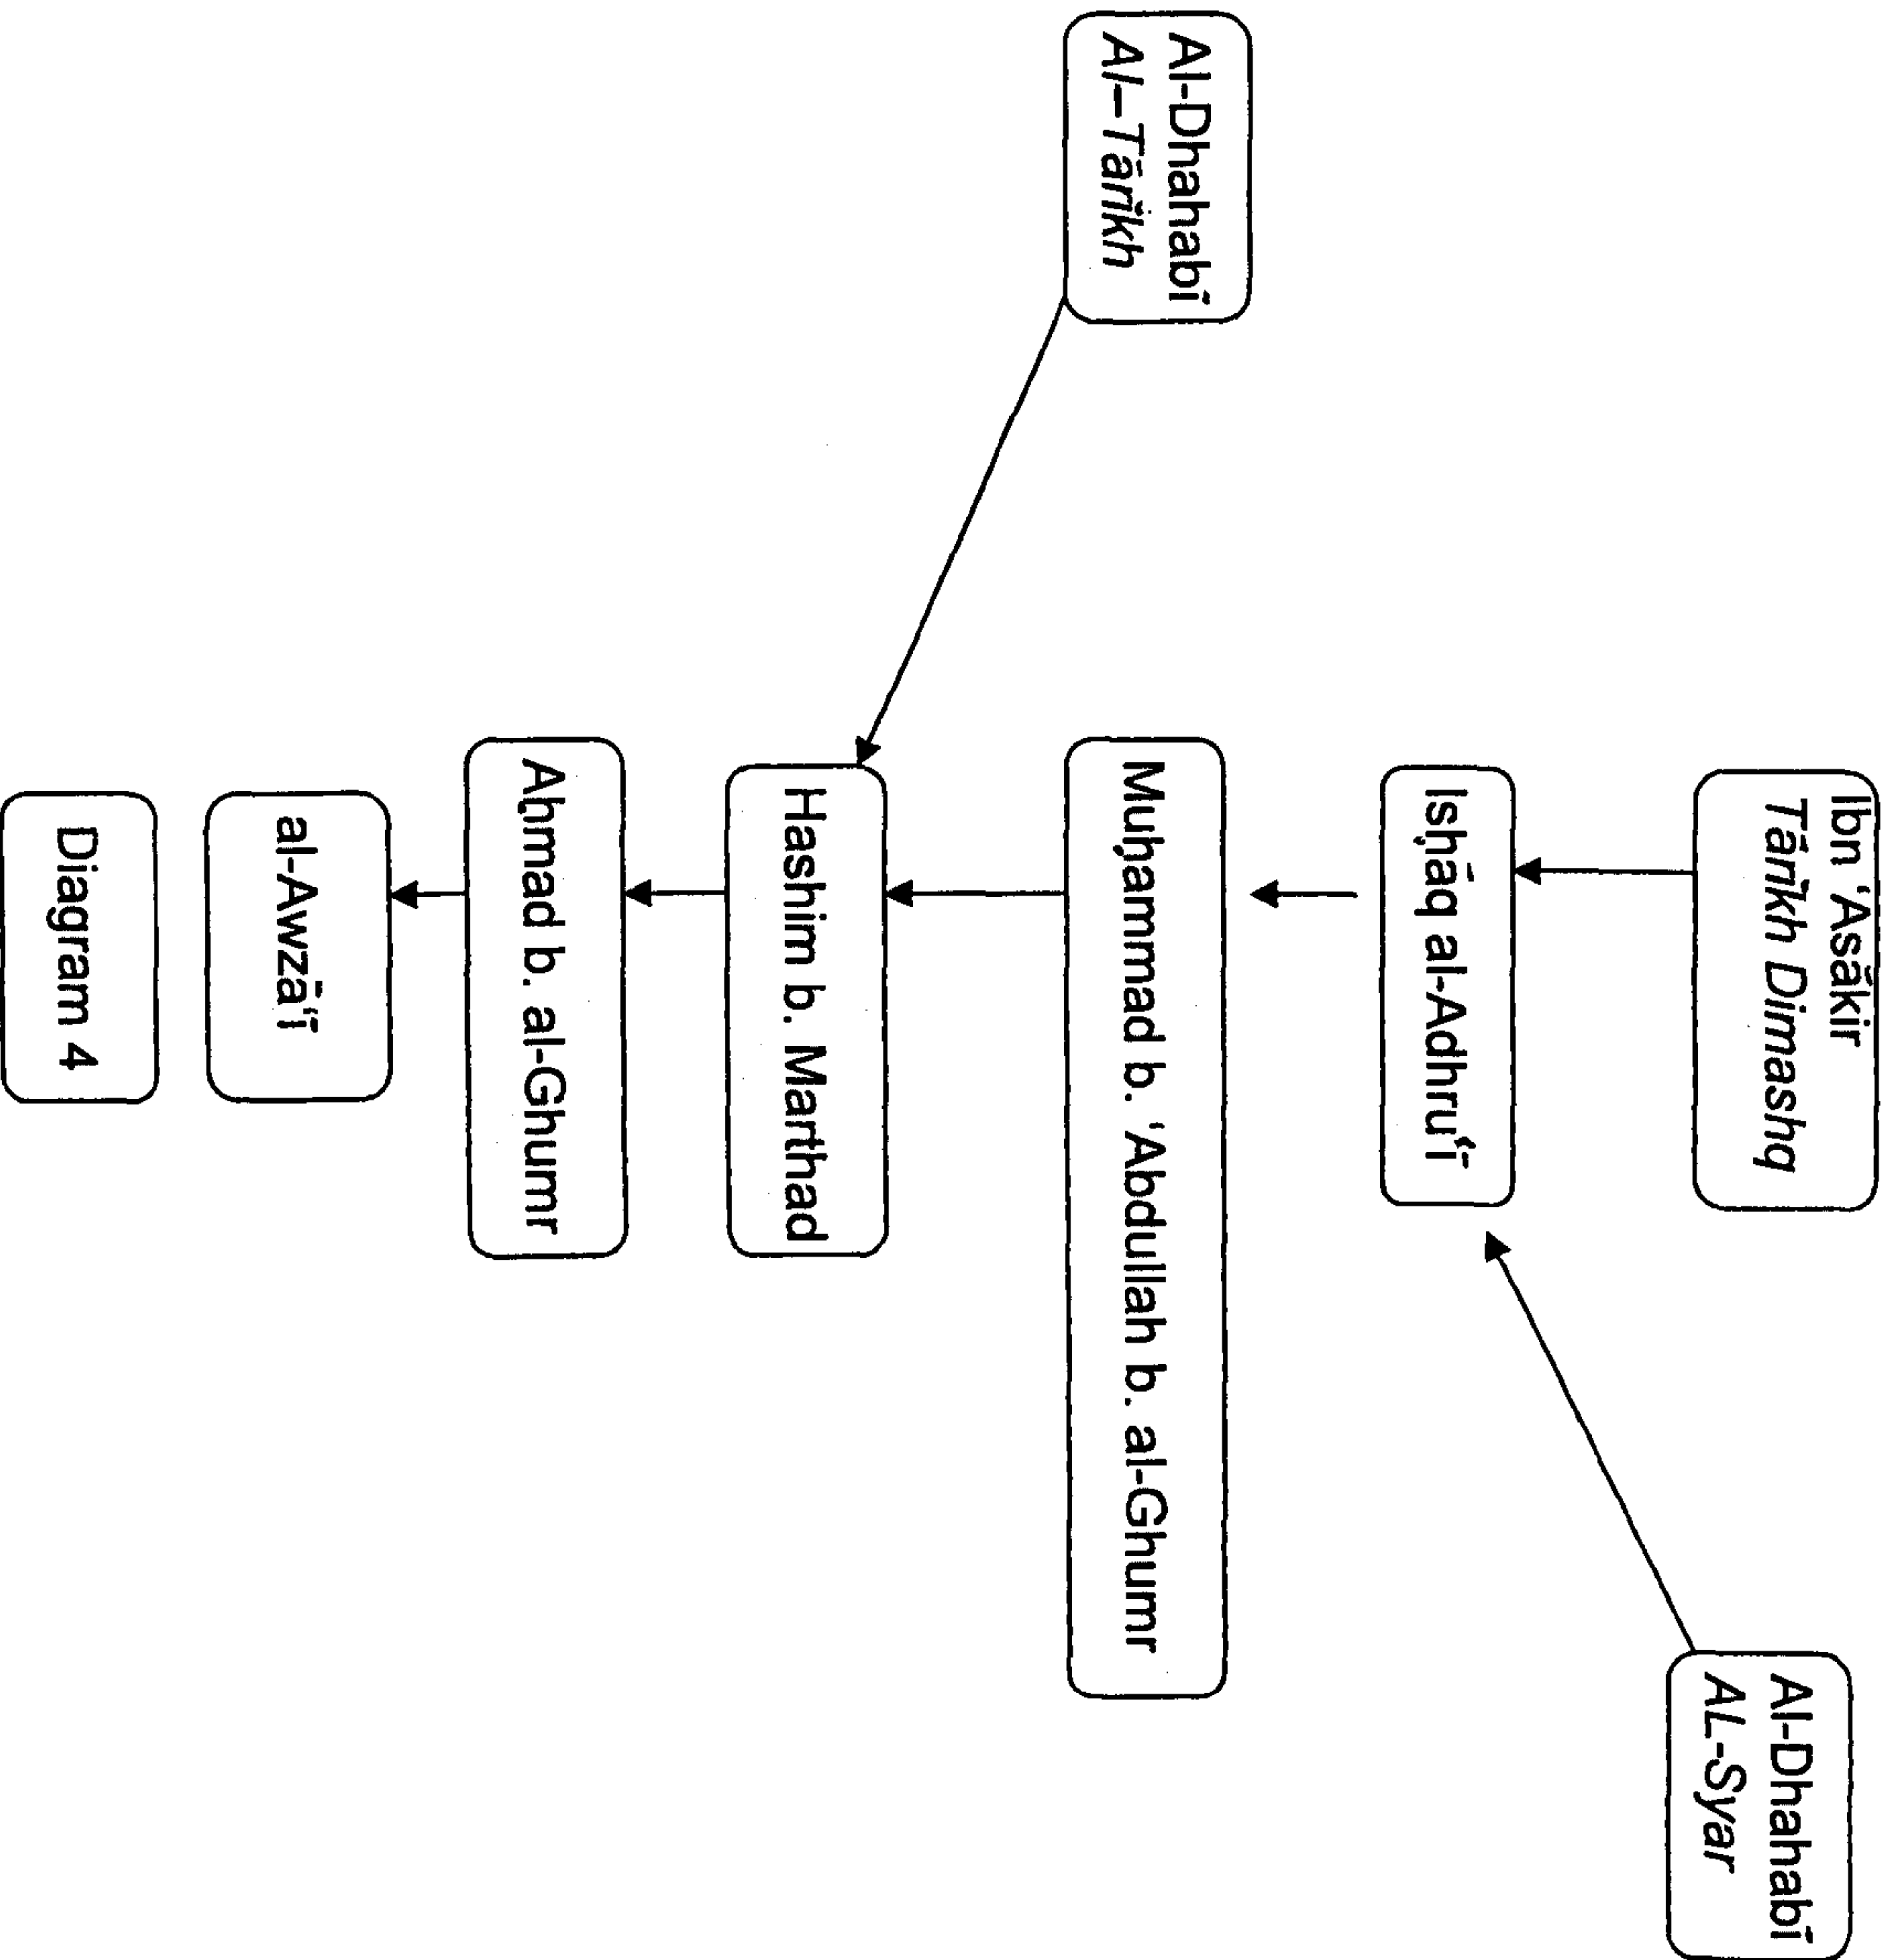 Ibn 'Asākir
Tārīkh Dimashq
Al-Dhahabī
AL-Syar
Isḥāq al-Adhru'ī
Al-Dhahabī
Al–Tārīkh
Muḥammad b. 'Abdullah b. al-Ghumr
Hashim b. Marthad
Aḥmad b. al-Ghumr
al-Awzā'ī
Diagram 4